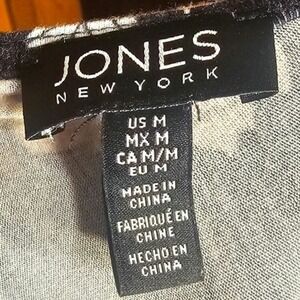 JONES
NEW YORK
US M
MX M
CA M/M
EU M
MADE IN
CHINA
FABRIQUÉ EN
CHINE
HECHO EN
CHINA